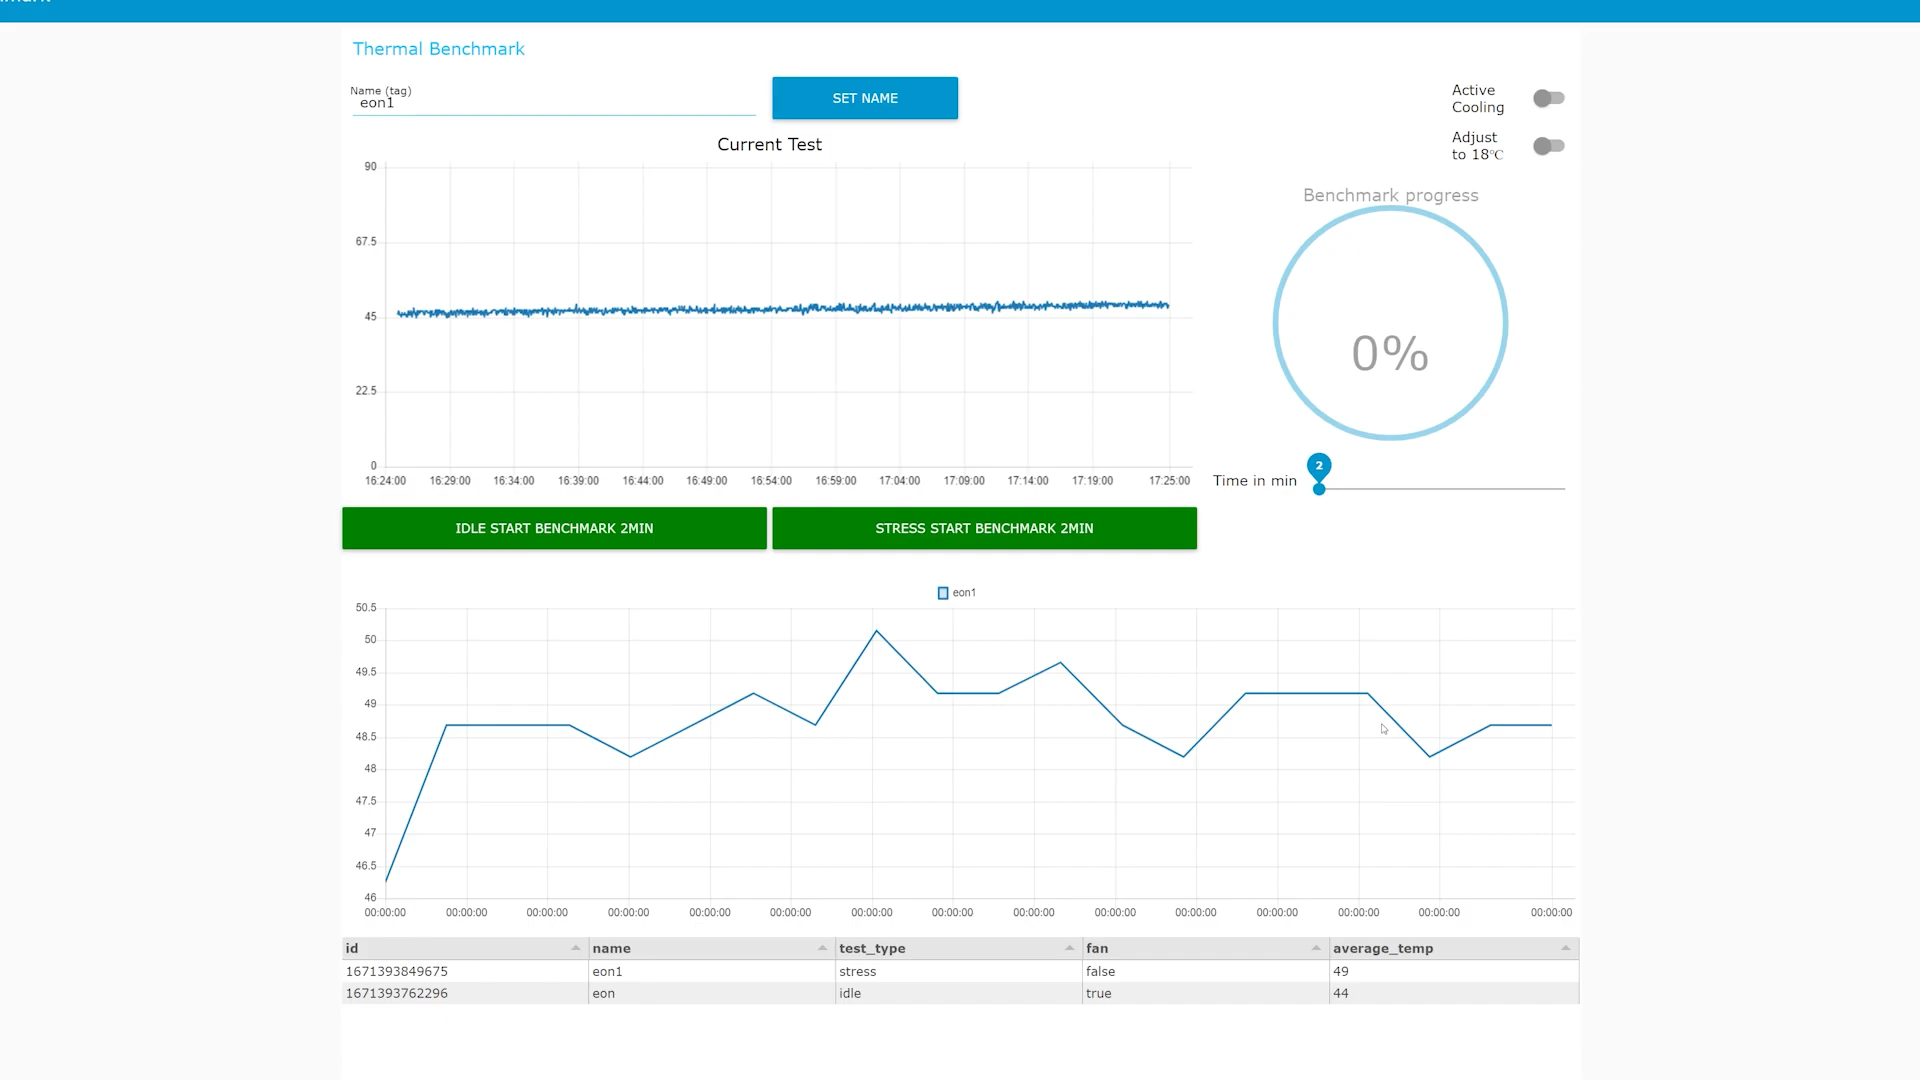 Thermal Benchmark
Name (tag)
eon1
SET NAME
Active
Cooling
Adjust
to 18°C
Current Test
Benchmark progress
90
67.5
45
22.5
0
16:24:00 16:29:00 16:34:00 16:39:00 16:44:00 16:49:00 16:54:00 16:59:00 17:04:00 17:09:00 17:14:00 17:19:00 17:25:00
0%
Time in min
2
IDLE START BENCHMARK 2MIN
STRESS START BENCHMARK 2MIN
eon1
50.5
50
49.5
49
48.5
48
47.5
47
46.5
46
00:00:00 00:00:00 00:00:00 00:00:00 00:00:00 00:00:00 00:00:00 00:00:00 00:00:00 00:00:00 00:00:00 00:00:00 00:00:00 00:00:00 00:00:00
id name test_type fan average_temp
1671393849675 eon1 stress false 49
1671393762296 eon idle true 44